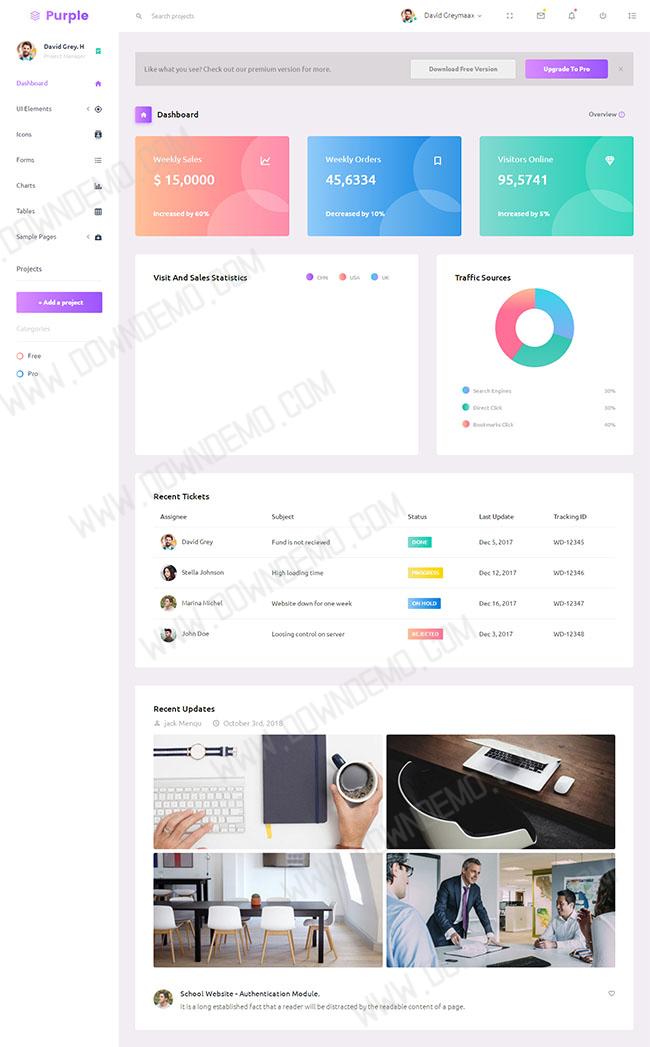 Purple
Search projects
David Greymaax
David Grey. H
Project Manager
Dashboard
UI Elements
Icons
Forms
Charts
Tables
Sample Pages
Projects
+ Add a project
Categories
Free
Pro
Like what you see? Check out our premium version for more.
Download Free Version
Upgrade To Pro
Dashboard
Overview
Weekly Sales
$ 15,0000
Increased by 60%
Weekly Orders
45,6334
Decreased by 10%
Visitors Online
95,5741
Increased by 5%
Visit And Sales Statistics
CHN
USA
UK
Traffic Sources
Search Engines 30%
Direct Click 30%
Bookmarks Click 40%
Recent Tickets
Assignee Subject Status Last Update Tracking ID
David Grey Fund is not recieved DONE Dec 5, 2017 WD-12345
Stella Johnson High loading time PROGRESS Dec 12, 2017 WD-12346
Marina Michel Website down for one week ON HOLD Dec 16, 2017 WD-12347
John Doe Loosing control on server REJECTED Dec 3, 2017 WD-12348
Recent Updates
jack Menqu October 3rd, 2018
School Website - Authentication Module.
It is a long established fact that a reader will be distracted by the readable content of a page.
WWW.DOWNDEMO.COM
WWW.DOWNDEMO.COM
WWW.DOWNDEMO.COM
WWW.DOWNDEMO.COM
WWW.DOWNDEMO.COM
WWW.DOWNDEMO.COM